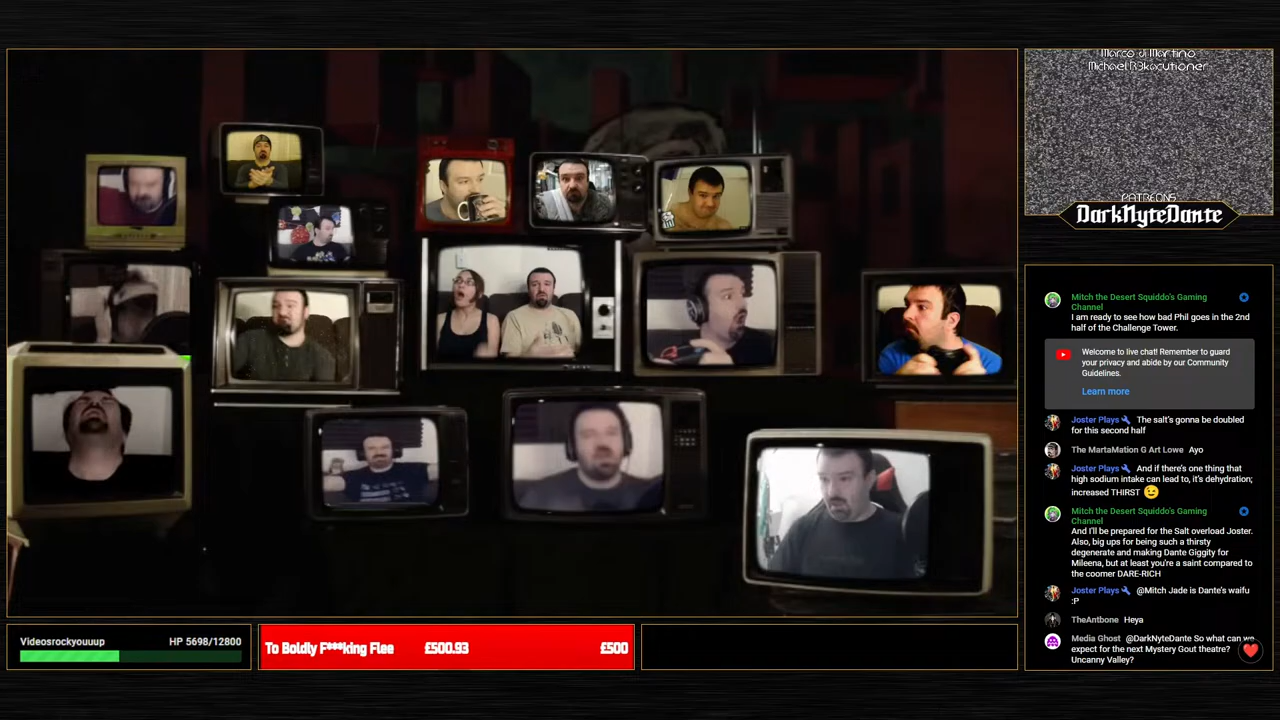 Marco di Martino
Michael R3kacutioner
PATREONS
DarkNyteDante
Mitch the Desert Squiddo's Gaming
Channel
I am ready to see how bad Phil goes in the 2nd
half of the Challenge Tower.
Welcome to live chat! Remember to guard
your privacy and abide by our Community
Guidelines.
Learn more
Joster Plays The salt's gonna be doubled
for this second half
The MartaMation G Art Lowe Ayo
Joster Plays And if there's one thing that
high sodium intake can lead to, it's dehydration;
increased THIRST 😉
Mitch the Desert Squiddo's Gaming
Channel
And I'll be prepared for the Salt overload Joster.
Also, big ups for being such a thirsty
degenerate and making Dante Giggity for
Mileena, but at least you're a saint compared to
the coomer DARE-RICH
Joster Plays @Mitch Jade is Dante's waifu
:P
TheAntbone Heya
Media Ghost @DarkNyteDante So what can we
expect for the next Mystery Gout theatre?
Uncanny Valley?
Videosrockyouuup HP 5698/12800
To Boldly F***king Flee £500.93 £500